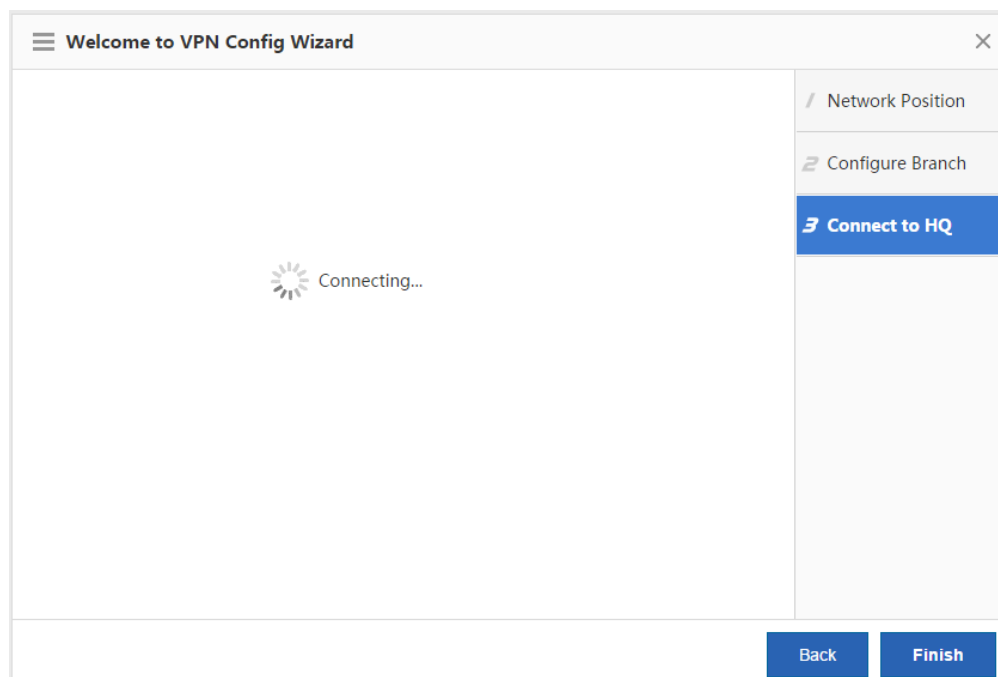 Welcome to VPN Config Wizard
1 Network Position
2 Configure Branch
3 Connect to HQ
Connecting...
Back
Finish